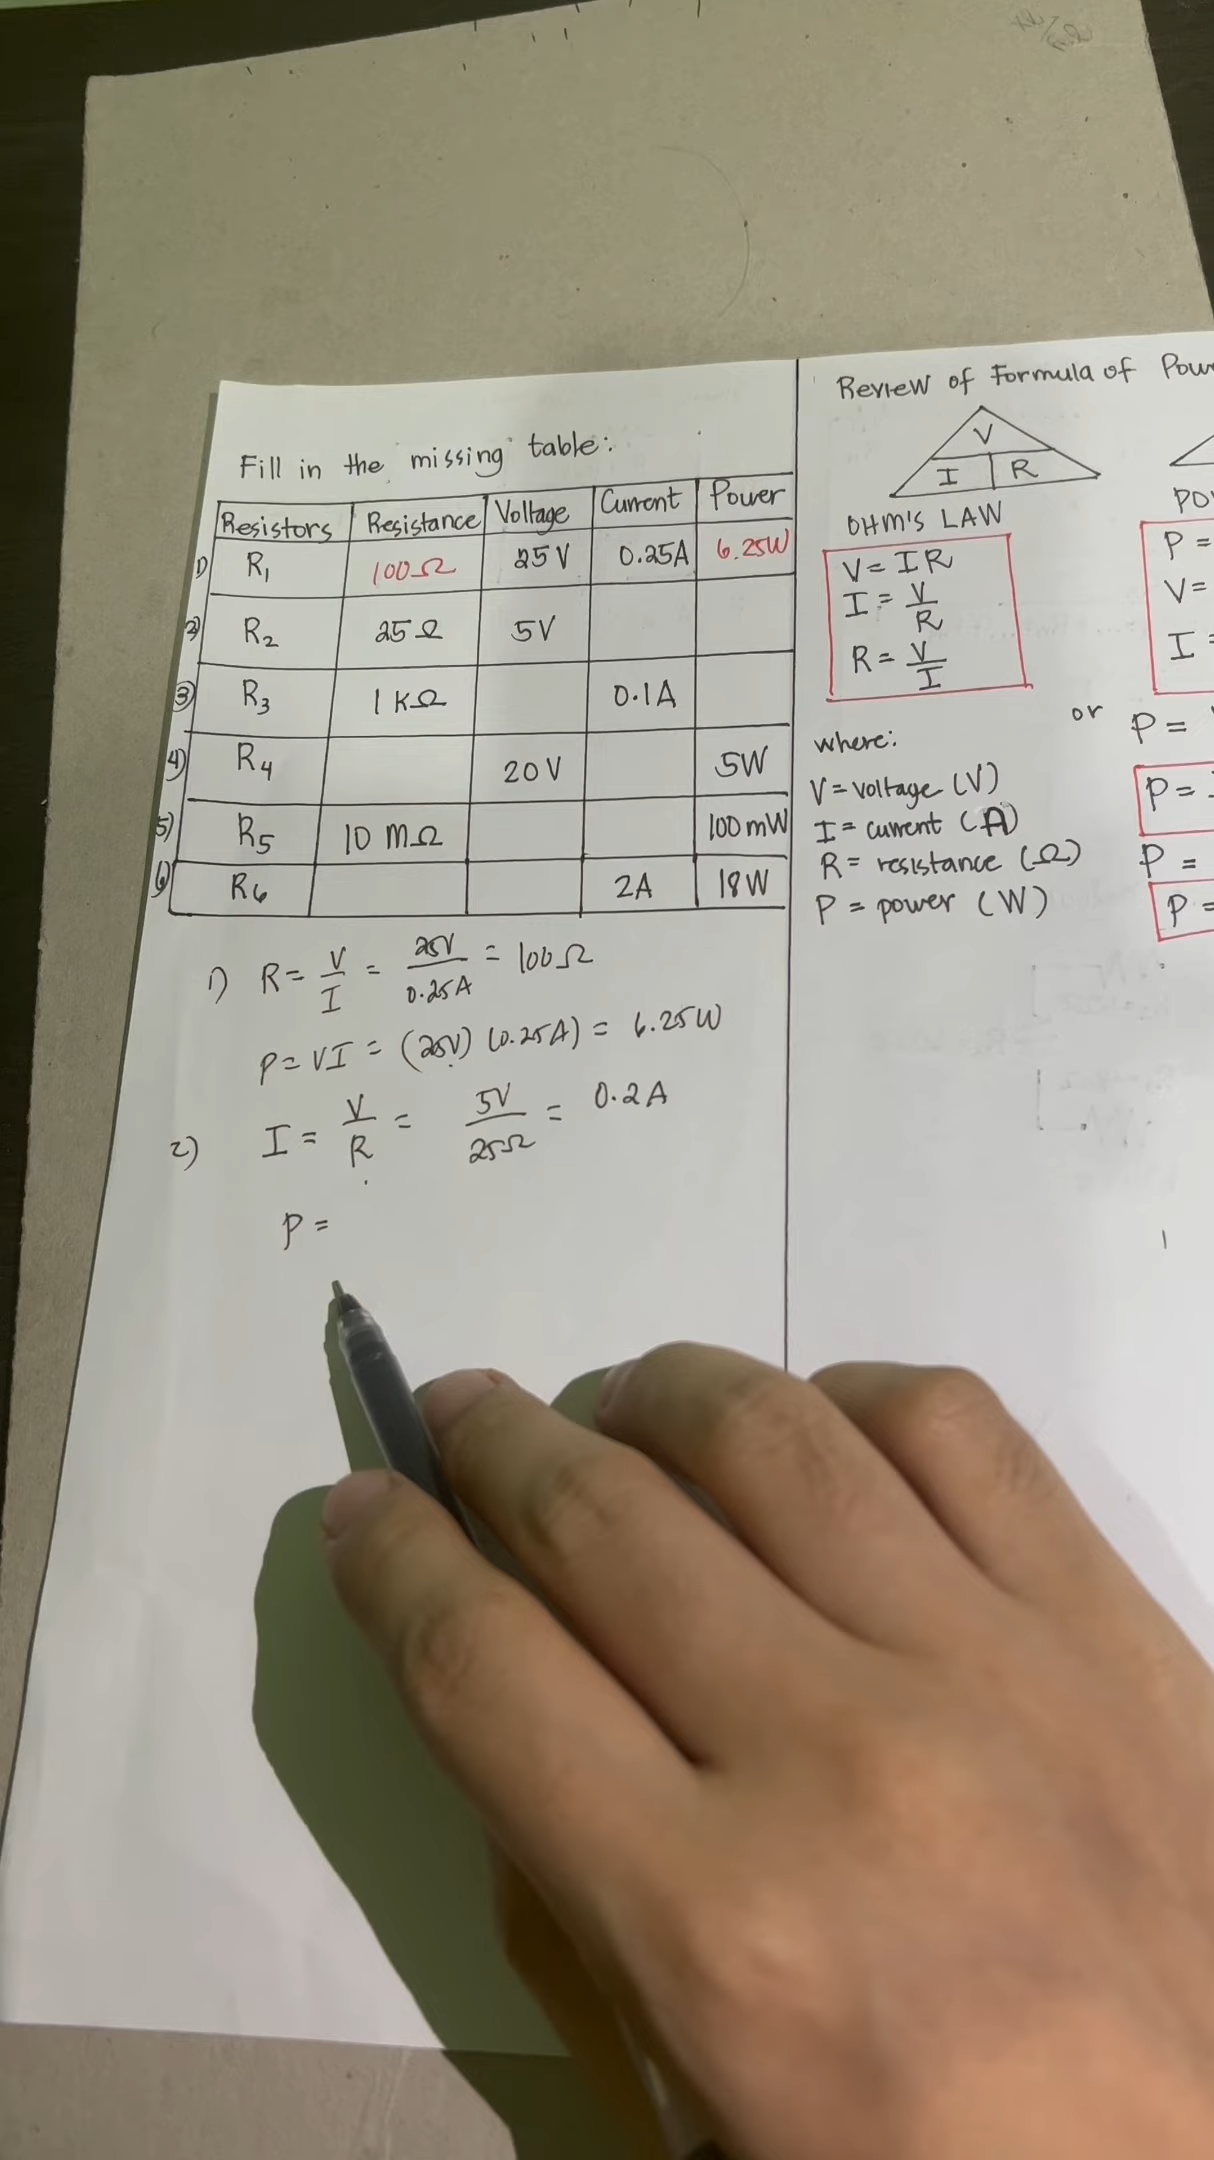 Fill in the missing table:
Resistors Resistance Voltage Current Power
1) R1 100Ω 25V 0.25A 6.25W
2) R2 25Ω 5V
3) R3 1KΩ 0.1A
4) R4 20V 5W
5) R5 10 MΩ 100mW
6) R6 2A 18W
1) R = V/I = 25V/0.25A = 100Ω
P = VI = (25V) (0.25A) = 6.25W
2) I = V/R = 5V/25Ω = 0.2A
P =
Review of Formula of
V
I R
OHM'S LAW
V = IR
I = V/R
R = V/I
where:
V = voltage (V)
I = current (A)
R = resistance (Ω)
P = power (W)
P =
V =
I =
or P =
P =
P =
P =